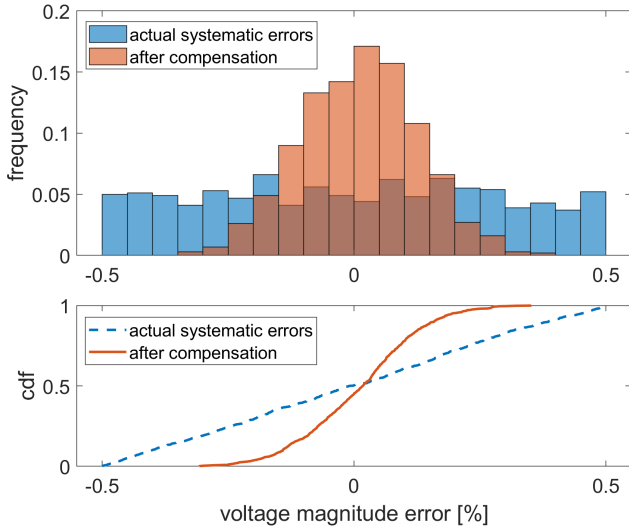 0.2
actual systematic errors
after compensation
0.15
0.1
0.05
0
frequency
-0.5 0 0.5
1
actual systematic errors
after compensation
0.5
0
cdf
-0.5 0 0.5
voltage magnitude error [%]